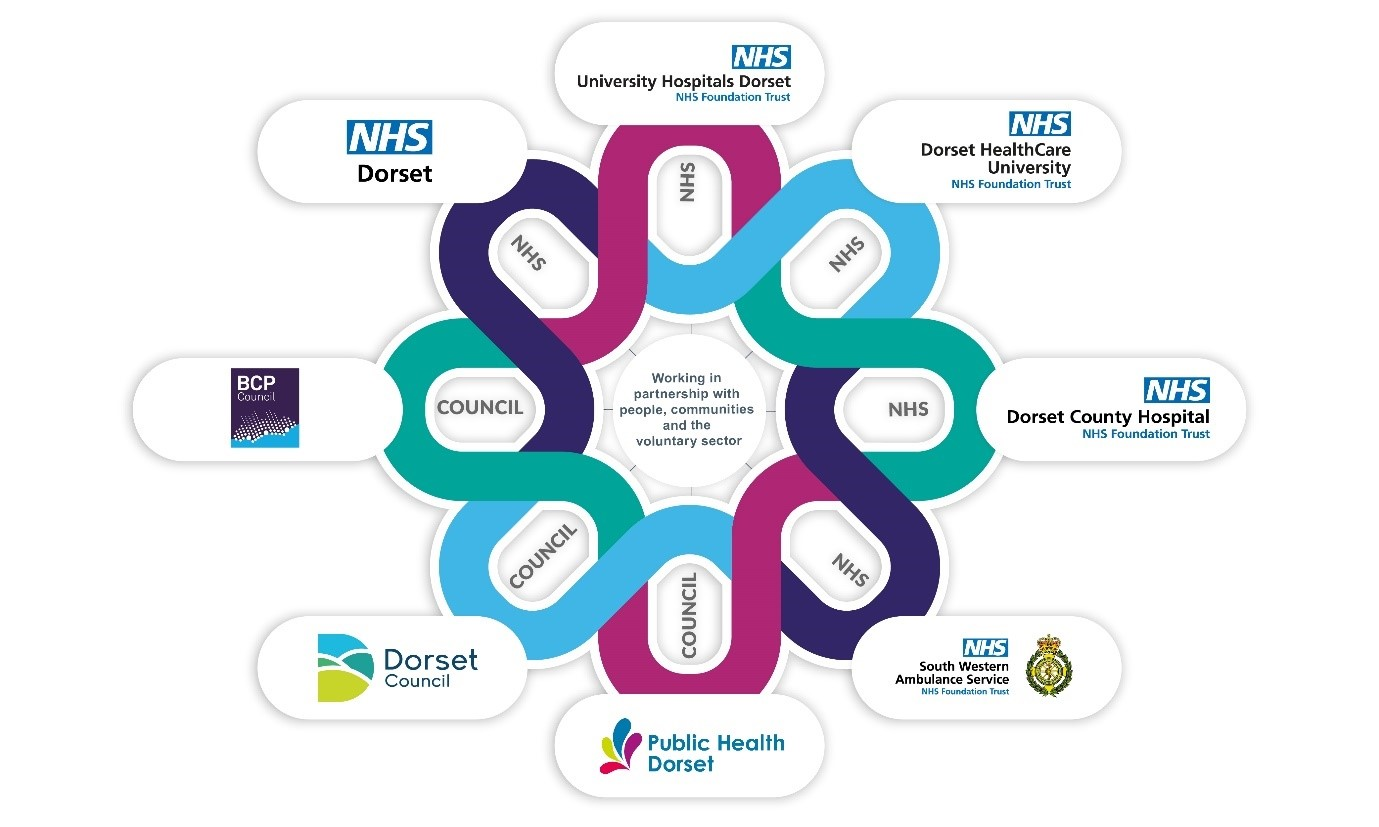 NHS
University Hospitals Dorset
NHS Foundation Trust
NHS
Dorset
NHS
Dorset HealthCare
University
NHS Foundation Trust
NHS
NHS
NHS
BCP
Council
COUNCIL
Working in
partnership with
people, communities
and the
voluntary sector
NHS
NHS
Dorset County Hospital
NHS Foundation Trust
COUNCIL
COUNCIL
NHS
Dorset
Council
NHS
South Western
Ambulance Service
NHS Foundation Trust
Public Health
Dorset